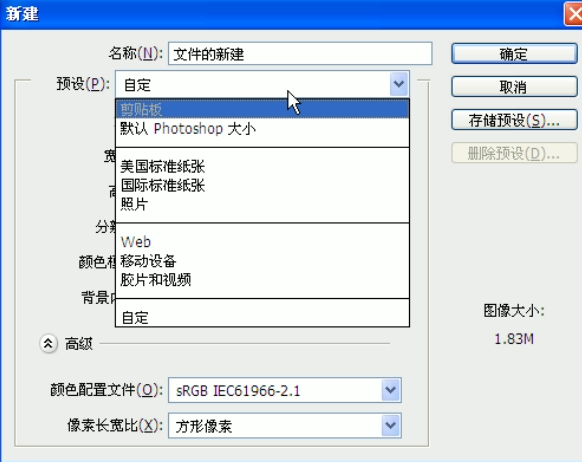 新建
名称(N): 文件的新建
确定
预设(P): 自定
取消
剪贴板
默认 Photoshop 大小
存储预设(S)...
宽
美国标准纸张
删除预设(D)...
国际标准纸张
高
照片
分辨
Web
颜色模
移动设备
胶片和视频
背景内
自定
图像大小:
1.83M
高级
颜色配置文件(O): sRGB IEC61966-2.1
像素长宽比(X): 方形像素